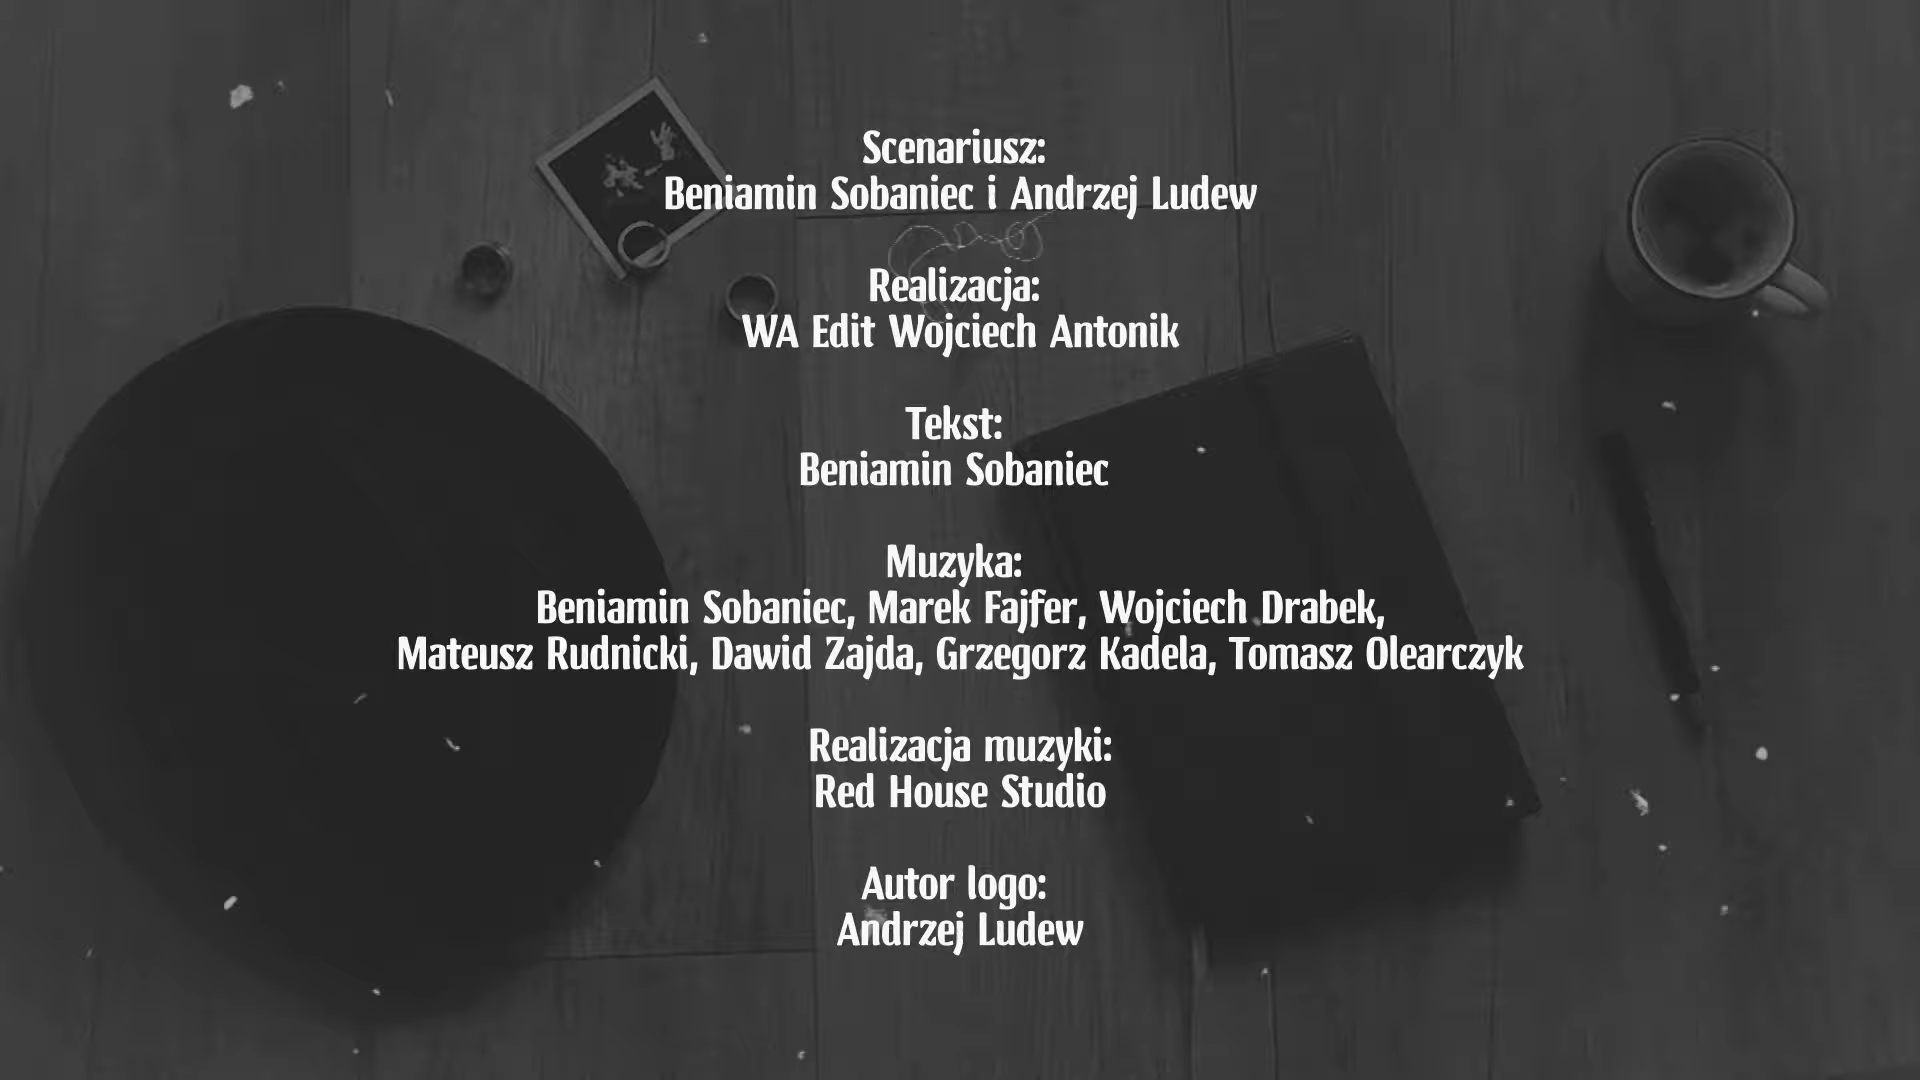 Scenariusz:
Beniamin Sobaniec i Andrzej Ludew
Realizacja:
WA Edit Wojciech Antonik
Tekst:
Beniamin Sobaniec
Muzyka:
Beniamin Sobaniec, Marek Fajfer, Wojciech Drabek,
Mateusz Rudnicki, Dawid Zajda, Grzegorz Kadela, Tomasz Olearczyk
Realizacja muzyki:
Red House Studio
Autor logo:
Andrzej Ludew